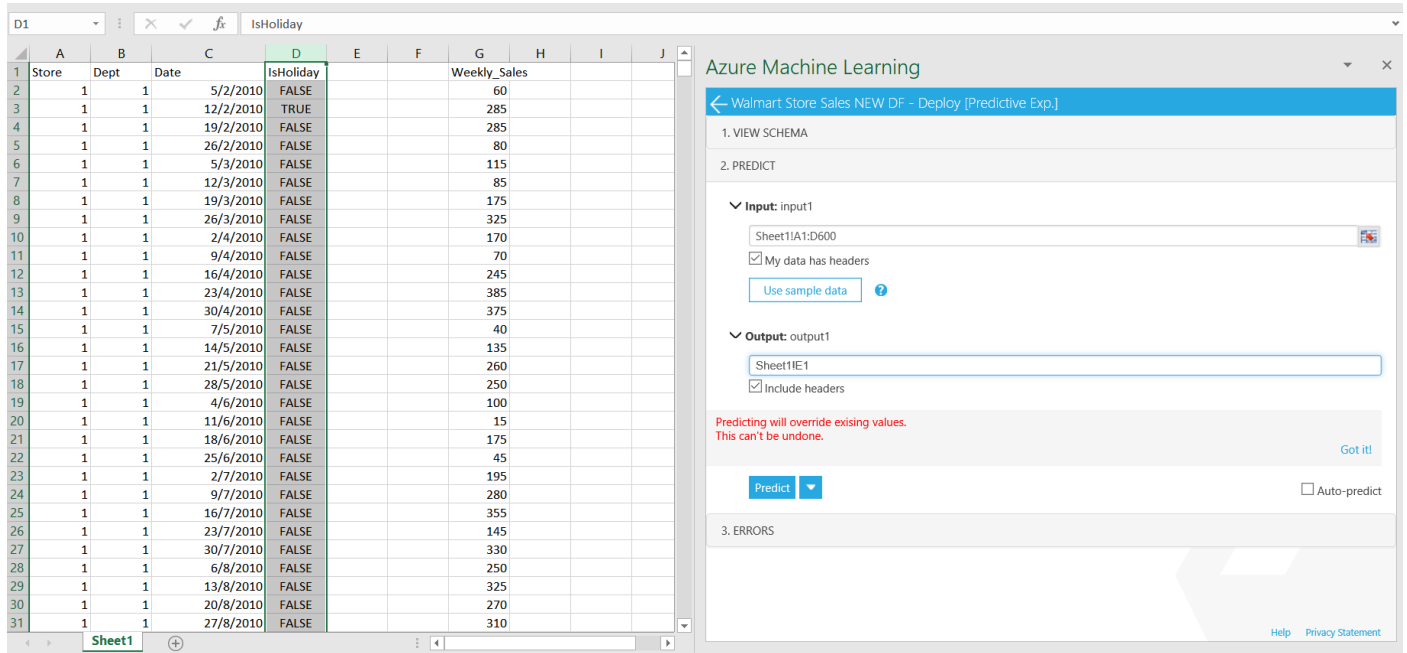 D1 fx IsHoliday
A B C D E F G H I J
1 Store Dept Date IsHoliday Weekly_Sales
2 1 1 5/2/2010 FALSE 60
3 1 1 12/2/2010 TRUE 285
4 1 1 19/2/2010 FALSE 285
5 1 1 26/2/2010 FALSE 80
6 1 1 5/3/2010 FALSE 115
7 1 1 12/3/2010 FALSE 85
8 1 1 19/3/2010 FALSE 175
9 1 1 26/3/2010 FALSE 325
10 1 1 2/4/2010 FALSE 170
11 1 1 9/4/2010 FALSE 70
12 1 1 16/4/2010 FALSE 245
13 1 1 23/4/2010 FALSE 385
14 1 1 30/4/2010 FALSE 375
15 1 1 7/5/2010 FALSE 40
16 1 1 14/5/2010 FALSE 135
17 1 1 21/5/2010 FALSE 260
18 1 1 28/5/2010 FALSE 250
19 1 1 4/6/2010 FALSE 100
20 1 1 11/6/2010 FALSE 15
21 1 1 18/6/2010 FALSE 175
22 1 1 25/6/2010 FALSE 45
23 1 1 2/7/2010 FALSE 195
24 1 1 9/7/2010 FALSE 280
25 1 1 16/7/2010 FALSE 355
26 1 1 23/7/2010 FALSE 145
27 1 1 30/7/2010 FALSE 330
28 1 1 6/8/2010 FALSE 250
29 1 1 13/8/2010 FALSE 325
30 1 1 20/8/2010 FALSE 270
31 1 1 27/8/2010 FALSE 310
Sheet1
Azure Machine Learning
Walmart Store Sales NEW DF - Deploy [Predictive Exp.]
1. VIEW SCHEMA
2. PREDICT
Input: input1
Sheet1!A1:D600
My data has headers
Use sample data ?
Output: output1
Sheet1!E1
Include headers
Predicting will override exising values.
This can't be undone.
Got it!
Predict
Auto-predict
3. ERRORS
Help Privacy Statement